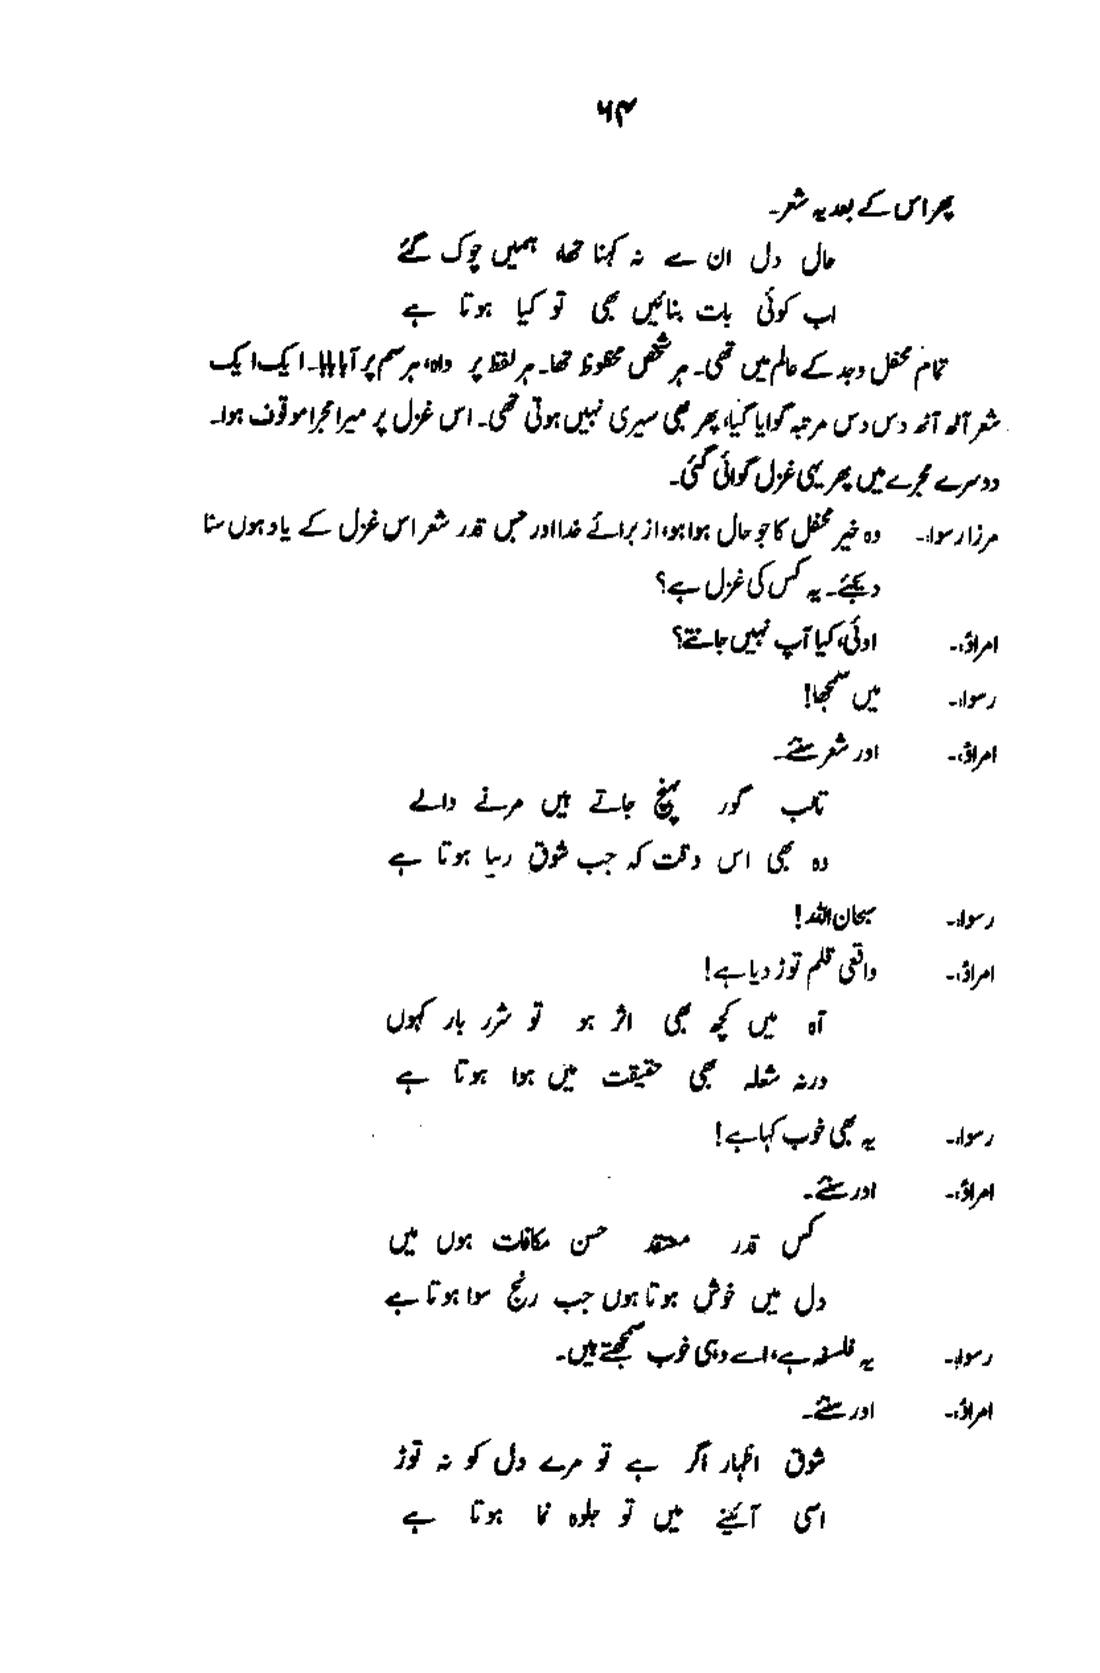 ۶۴
پھر اس کے بعد یہ شعر۔
حال دل ان سے نہ کہنا تھا، ہمیں چوک گئے
اب کوئی بات بنائیں بھی تو کیا ہوتا ہے
تمام محفل وجد کے عالم میں تھی۔ ہر شخص محظوظ تھا۔ ہر لفظ پر واہ، ہر سم پر آہاہاہا۔ ایک ایک
شعر آٹھ آٹھ دس دس مرتبہ گوایا گیا، پھر بھی سیری نہیں ہوتی تھی۔ اس غزل پر میرا مجرا موقوف ہوا۔
دوسرے مجرے میں پھر یہی غزل گوائی گئی۔
مرزا رسوا:۔ وہ خیر محفل کا جو حال ہوا ہو، از برائے خدا اور جس قدر شعر اس غزل کے یاد ہوں سنا
دیجئے۔ یہ کس کی غزل ہے؟
امراؤ:۔ اوئی، کیا آپ نہیں جانتے؟
رسوا:۔ میں سمجھا!
امراؤ:۔ اور شعر سنئے۔
تالب گور پہنچ جاتے ہیں مرنے والے
وہ بھی اس وقت کہ جب شوق رسا ہوتا ہے
رسوا:۔ سبحان اللہ!
امراؤ:۔ واقعی قلم توڑ دیا ہے!
آہ میں کچھ بھی اثر ہو تو شرر بار کہوں
ورنہ شعلہ بھی حقیقت میں ہوا ہوتا ہے
رسوا:۔ یہ بھی خوب کہا ہے!
امراؤ:۔ اور سنئے۔
کس قدر معتقد حسن مکافات ہوں میں
دل میں خوش ہوتا ہوں جب رنج سوا ہوتا ہے
رسوا:۔ یہ فلسفہ ہے، اسے وہی خوب سمجھتے ہیں۔
امراؤ:۔ اور سنئے۔
شوق اظہار اگر ہے تو مرے دل کو نہ توڑ
اسی آئینے میں تو جلوہ نما ہوتا ہے